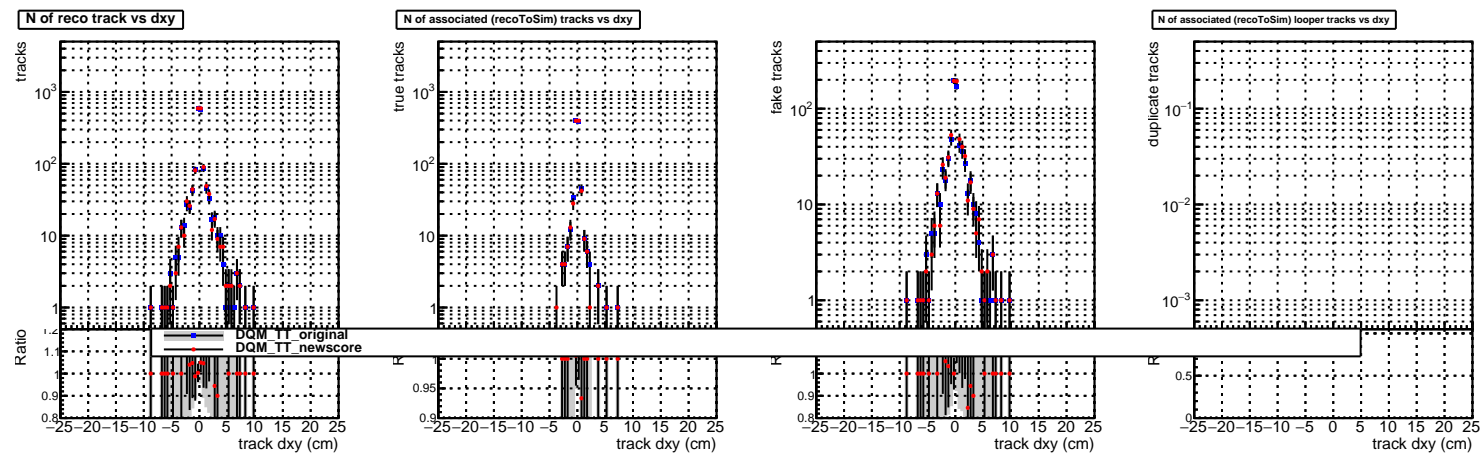 N of reco track vs dxy
tracks
10³
10²
10
1
Ratio
1.2
1.1
1
0.9
0.8
−25 −20 −15 −10 −5 0 5 10 15 20 25
track dxy (cm)
N of associated (recoToSim) tracks vs dxy
true tracks
10³
10²
10
1
0.95
0.9
−25 −20 −15 −10 −5 0 5 10 15 20 25
track dxy (cm)
fake tracks
10²
10
1
1
0.9
0.8
−25 −20 −15 −10 −5 0 5 10 15 20 25
track dxy (cm)
N of associated (recoToSim) looper tracks vs dxy
duplicate tracks
10⁻¹
10⁻²
10⁻³
0.5
0
−25 −20 −15 −10 −5 0 5 10 15 20 25
track dxy (cm)
DQM_TT_original
DQM_TT_newscore